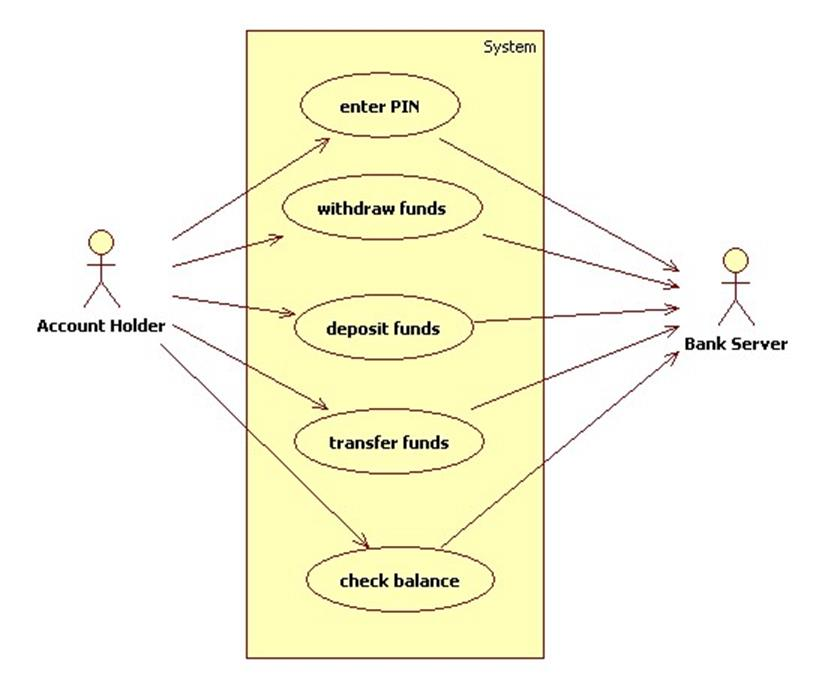 System
enter PIN
withdraw funds
Account Holder
deposit funds
Bank Server
transfer funds
check balance